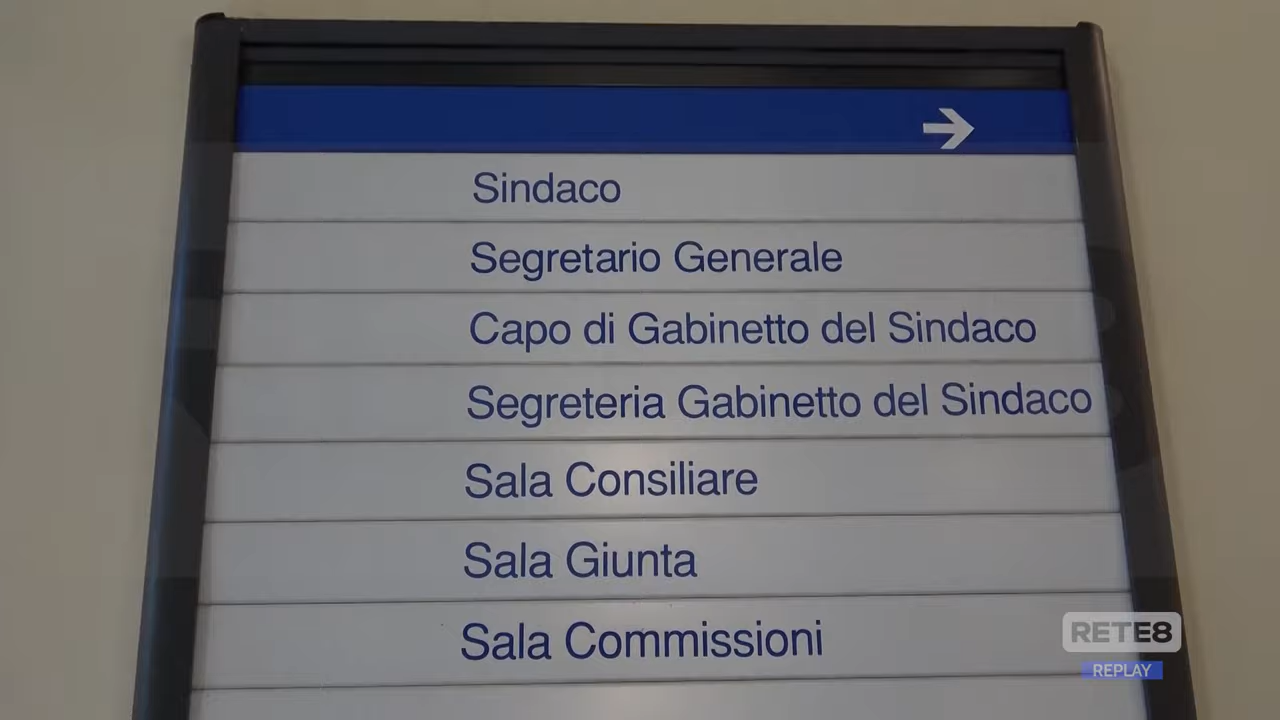 Sindaco
Segretario Generale
Capo di Gabinetto del Sindaco
Segreteria Gabinetto del Sindaco
Sala Consiliare
Sala Giunta
Sala Commissioni
RETE8
REPLAY